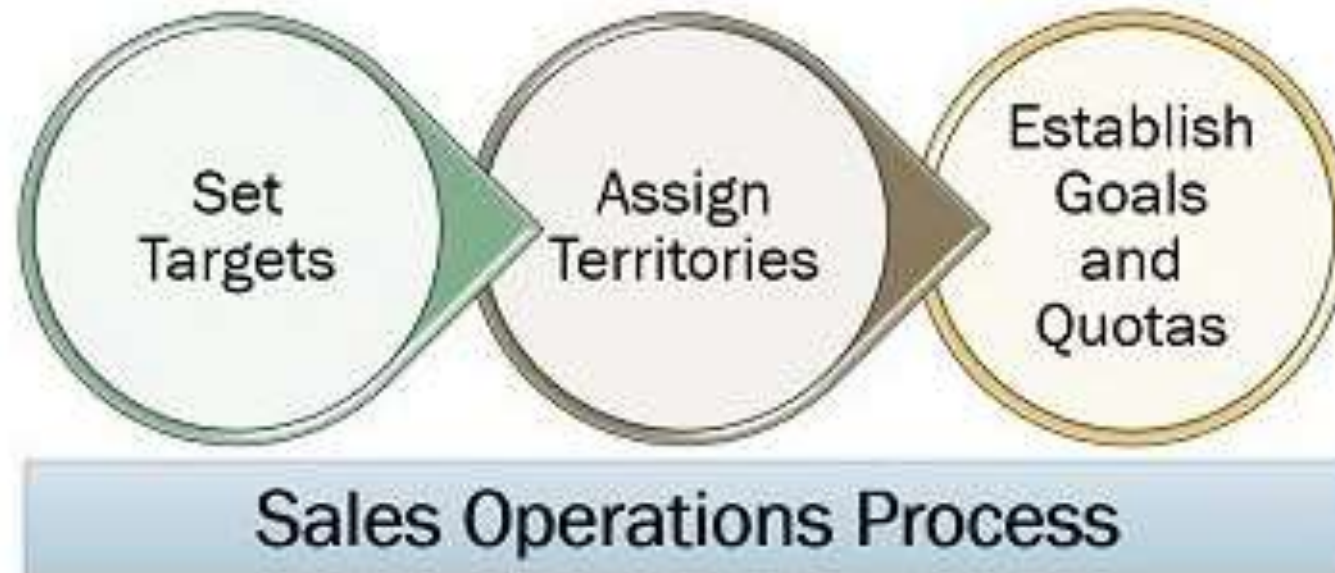 Set
Targets
Assign
Territories
Establish
Goals
and
Quotas
Sales Operations Process